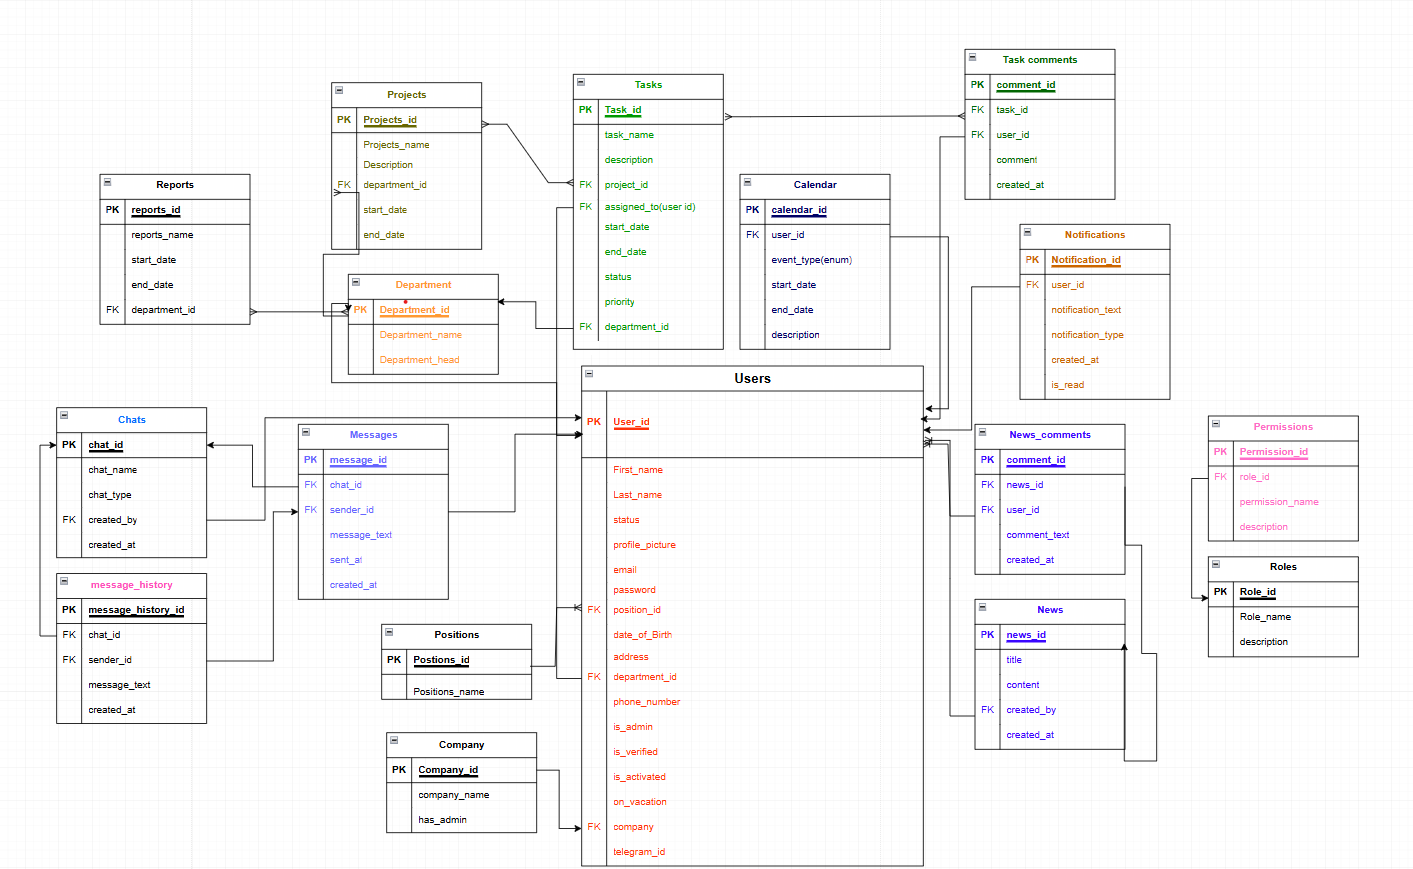 Projects
PK Projects_id
Projects_name
Description
FK department_id
start_date
end_date
Tasks
PK Task_id
task_name
description
FK project_id
FK assigned_to(user id)
start_date
end_date
status
priority
FK department_id
Task comments
PK comment_id
FK task_id
FK user_id
comment
created_at
Reports
PK reports_id
reports_name
start_date
end_date
FK department_id
Calendar
PK calendar_id
FK user_id
event_type(enum)
start_date
end_date
description
Notifications
PK Notification_id
FK user_id
notification_text
notification_type
created_at
is_read
Department
PK Department_id
Department_name
Department_head
Users
PK User_id
First_name
Last_name
status
profile_picture
email
password
FK position_id
date_of_Birth
address
FK department_id
phone_number
is_admin
is_verified
is_activated
on_vacation
FK company
telegram_id
Chats
PK chat_id
chat_name
chat_type
FK created_by
created_at
Messages
PK message_id
FK chat_id
FK sender_id
message_text
sent_at
created_at
News_comments
PK comment_id
FK news_id
FK user_id
comment_text
created_at
Permissions
PK Permission_id
FK role_id
permission_name
description
message_history
PK message_history_id
FK chat_id
FK sender_id
message_text
created_at
Roles
PK Role_id
Role_name
description
News
PK news_id
title
content
FK created_by
created_at
Positions
PK Postions_id
Positions_name
Company
PK Company_id
company_name
has_admin